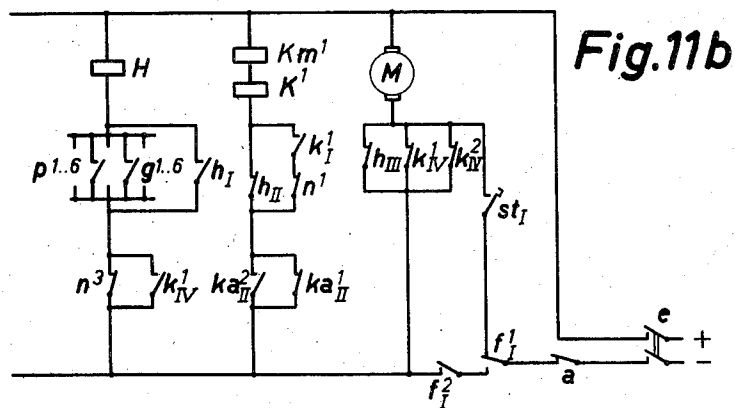 Fig.11b
H
Km¹
K¹
M
p¹··⁶
g¹··⁶
h_I
h_II
k¹_I
n¹
h_III
k¹_IV
k²_IV
st_I
n³
k¹_IV
ka²_II
ka¹_II
e
+
−
f¹_I
a
f²_I